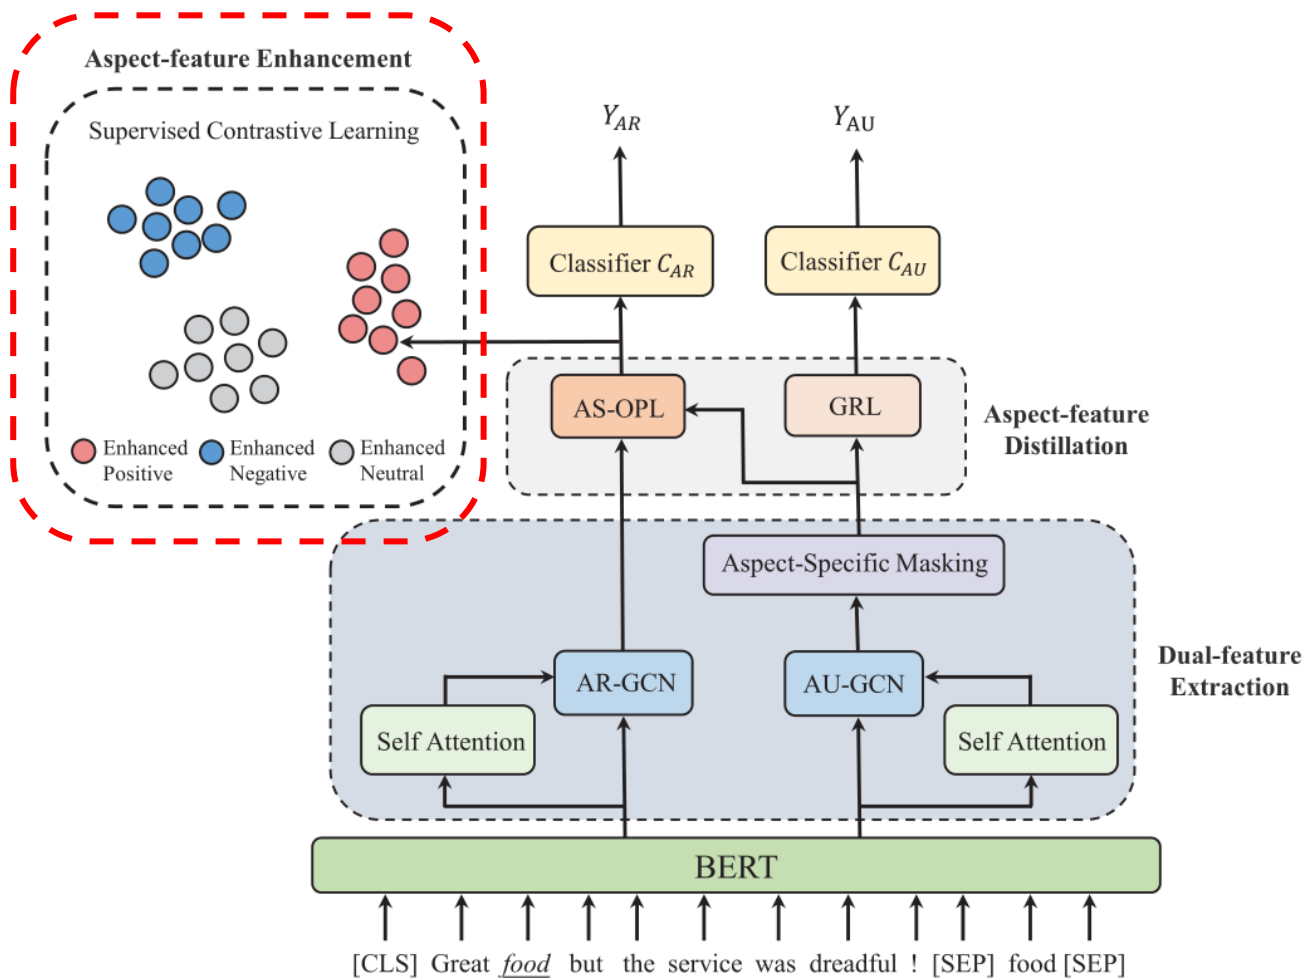 Aspect-feature Enhancement
Supervised Contrastive Learning
Enhanced
Positive
Enhanced
Negative
Enhanced
Neutral
Y_AR
Y_AU
Classifier C_AR
Classifier C_AU
AS-OPL
GRL
Aspect-feature
Distillation
Aspect-Specific Masking
AR-GCN
AU-GCN
Self Attention
Self Attention
Dual-feature
Extraction
BERT
[CLS] Great food but the service was dreadful ! [SEP] food [SEP]